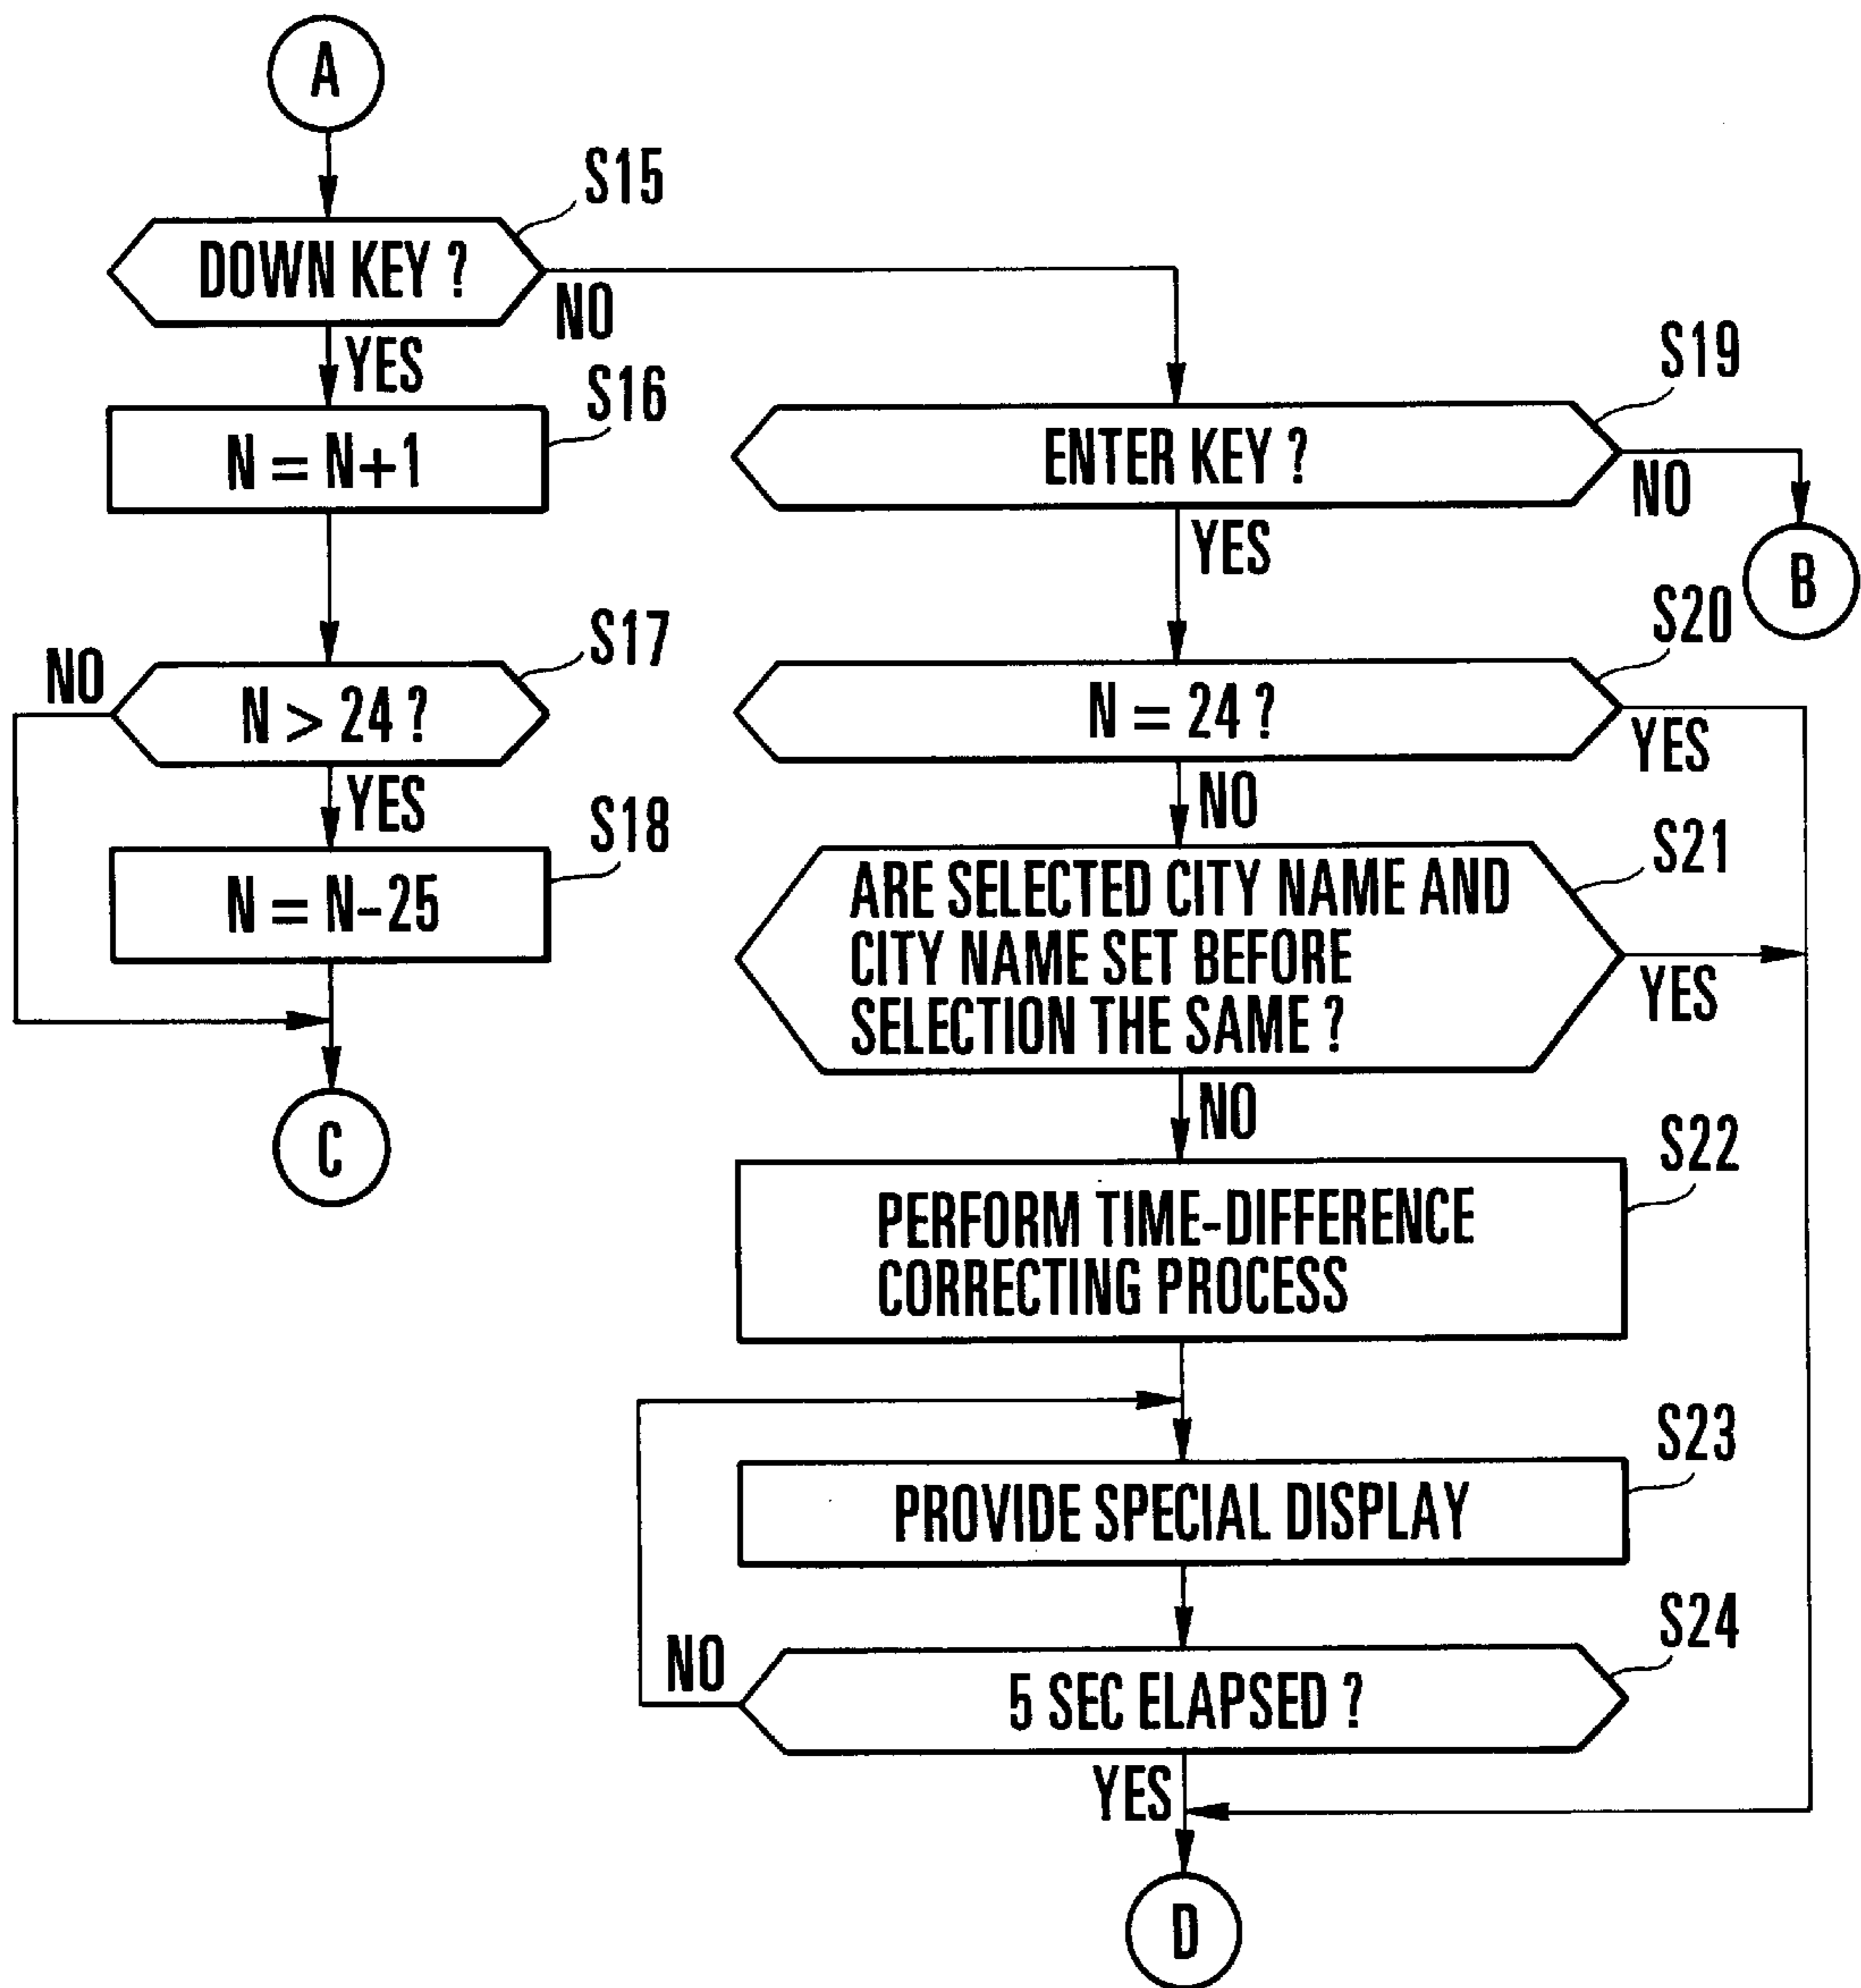 A
S15
DOWN KEY ?
NO
YES
S16
N = N+1
S17
NO
N > 24 ?
YES
S18
N = N-25
C
S19
ENTER KEY ?
NO
B
YES
S20
N = 24 ?
YES
NO
S21
ARE SELECTED CITY NAME AND
CITY NAME SET BEFORE
SELECTION THE SAME ?
YES
NO
S22
PERFORM TIME-DIFFERENCE
CORRECTING PROCESS
S23
PROVIDE SPECIAL DISPLAY
S24
NO
5 SEC ELAPSED ?
YES
D